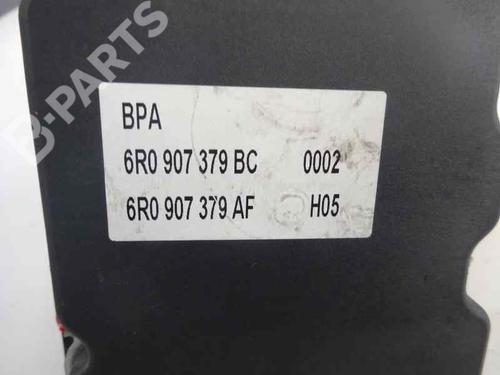 B-PARTS
BPA
6R0 907 379 BC 0002
6R0 907 379 AF H05